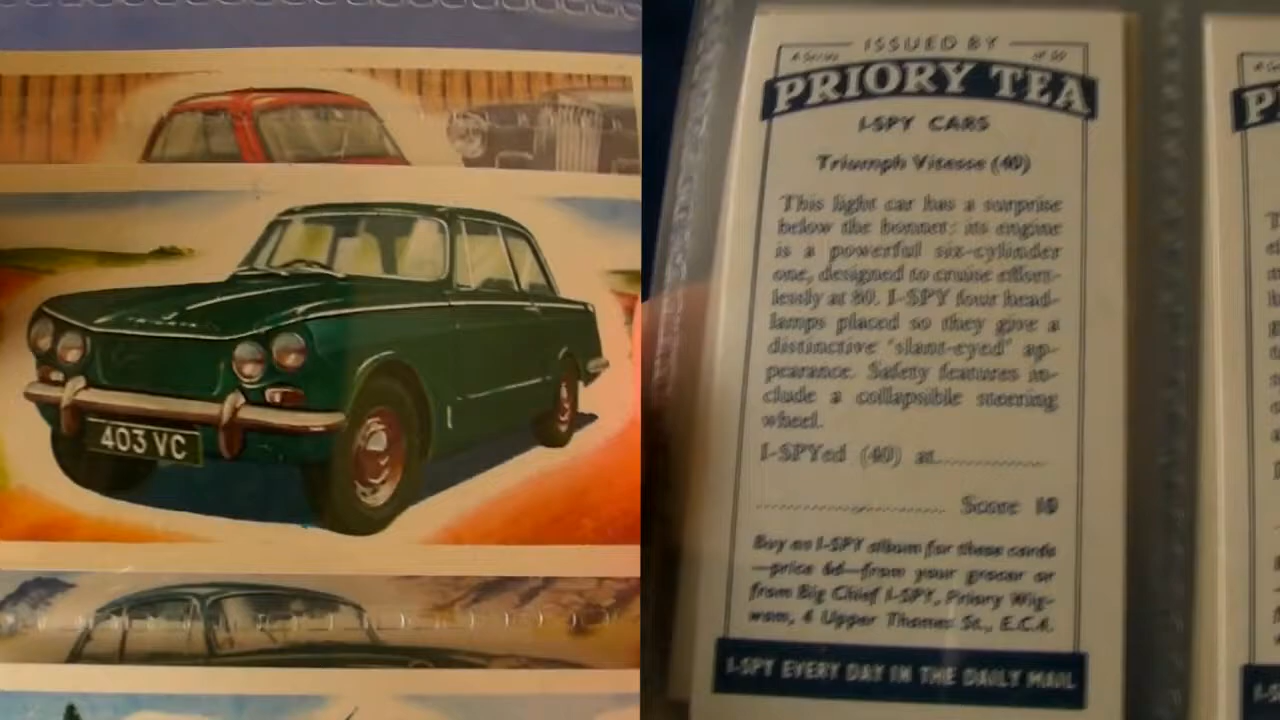 403 VC
ISSUED BY
A Series of 50
PRIORY TEA
I-SPY CARS
Triumph Vitesse (40)
This light car has a surprise
below the bonnet: its engine
is a powerful six-cylinder
one, designed to cruise effort-
lessly at 80. I-SPY four head-
lamps placed so they give a
distinctive 'slant-eyed' ap-
pearance. Safety features in-
clude a collapsible steering
wheel.
I-SPYed (40) at....................
.............................. Score 10
Buy an I-SPY album for these cards
—price 6d—from your grocer or
from Big Chief I-SPY, Priory Wig-
wam, 4 Upper Thames St., E.C.4.
I-SPY EVERY DAY IN THE DAILY MAIL